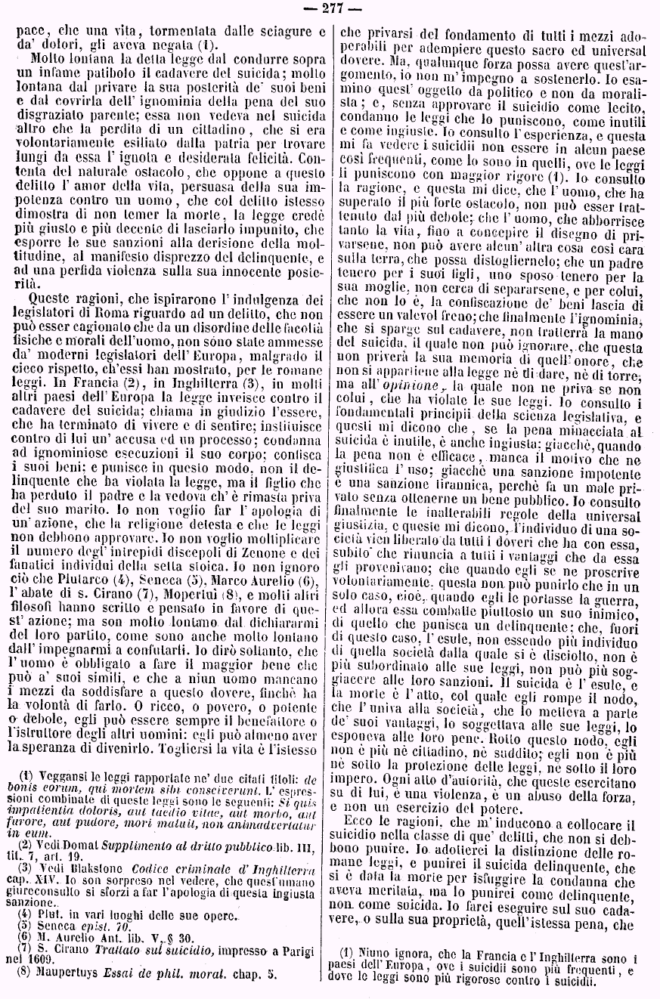 — 277 —
pace, che una vita, tormentata dalle sciagure e
da' dolori, gli aveva negata (1).
Molto lontana la detta legge dal condurre sopra
un infame patibolo il cadavere del suicida; molto
lontana dal privare la sua posterità de' suoi beni
e dal covrirla dell' ignominia della pena del suo
disgraziato parente; essa non vedeva nel suicida
altro che la perdita di un cittadino, che si era
volontariamente esiliato dalla patria per trovare
lungi da essa l' ignota e desiderata felicità. Con-
tenta del naturale ostacolo, che oppone a questo
delitto l' amor della vita, persuasa della sua im-
potenza contro un uomo, che col delitto istesso
dimostra di non temer la morte, la legge credè
più giusto e più decente di lasciarlo impunito, che
esporre le sue sanzioni alla derisione della mol-
titudine, al manifesto disprezzo del delinquente, e
ad una perfida violenza sulla sua innocente poste-
rità.
Queste ragioni, che ispirarono l' indulgenza dei
legislatori di Roma riguardo ad un delitto, che non
può esser cagionato che da un disordine delle facoltà
fisiche e morali dell'uomo, non sono state ammesse
da' moderni legislatori dell' Europa, malgrado il
cieco rispetto, ch'essi han mostrato, per le romane
leggi. In Francia (2), in Inghilterra (3), in molti
altri paesi dell' Europa la legge inveisce contro il
cadavere del suicida; chiama in giudizio l'essere,
che ha terminato di vivere e di sentire; instituisce
contro di lui un' accusa ed un processo; condanna
ad ignominiose esecuzioni il suo corpo; confisca
i suoi beni; e punisce in questo modo, non il de-
linquente che ha violata la legge, ma il figlio che
ha perduto il padre e la vedova ch' è rimasta priva
del suo marito. Io non voglio far l' apologia di
un' azione, che la religione detesta e che le leggi
non debbono approvare. Io non voglio moltiplicare
il numero degl' intrepidi discepoli di Zenone e dei
fanatici individui della setta stoica. Io non ignoro
ciò che Plutarco (4), Seneca (5), Marco Aurelio (6),
l' abate di s. Cirano (7), Mopertui (8), e molti altri
filosofi hanno scritto e pensato in favore di que-
st' azione; ma son molto lontano dal dichiararmi
del loro partito, come sono anche molto lontano
dall' impegnarmi a confutarli. Io dirò soltanto, che
l' uomo è obbligato a fare il maggior bene che
può a' suoi simili, e che a niun uomo mancano
i mezzi da soddisfare a questo dovere, finchè ha
la volontà di farlo. O ricco, o povero, o potente
o debole, egli può essere sempre il benefattore o
l'istruttore degli altri uomini: egli può almeno aver
la speranza di divenirlo. Togliersi la vita è l'istesso
(1) Veggansi le leggi rapportate ne' due citati titoli: de
bonis eorum, qui mortem sibi consciverunt. L' espres-
sioni combinate di queste leggi sono le seguenti: Si quis
impatientia doloris, aut taedio vitae, aut morbo, aut
furore, aut pudore, mori maluit, non animadvertatur
in eum.
(2) Vedi Domat Supplimento al dritto pubblico lib. III,
tit. 7, art. 19.
(3) Vedi Blakstone Codice criminale d' Inghilterra
cap. XIV. Io son sorpreso nel vedere, che quest'umano
giureconsulto si sforzi a far l'apologia di questa ingiusta
sanzione.
(4) Plut. in vari luoghi delle sue opere.
(5) Seneca epist. 70.
(6) M. Aurelio Ant. lib. V, § 30.
(7) S. Cirano Trattato sul suicidio, impresso a Parigi
nel 1609.
(8) Maupertuys Essai de phil. morat. chap. 5.
che privarsi del fondamento di tutti i mezzi ado-
perabili per adempiere questo sacro ed universal
dovere. Ma, qualunque forza possa avere quest'ar-
gomento, io non m' impegno a sostenerlo. Io esa-
mino quest' oggetto da politico e non da morali-
sta; e, senza approvare il suicidio come lecito,
condanno le leggi che lo puniscono, come inutili
e come ingiuste. Io consulto l' esperienza, e questa
mi fa vedere i suicidii non essere in alcun paese
così frequenti, come lo sono in quelli, ove le leggi
li puniscono con maggior rigore (1). Io consulto
la ragione, e questa mi dice, che l' uomo, che ha
superato il più forte ostacolo, non può esser trat-
tenuto dal più debole; che l' uomo, che abborrisce
tanto la vita, fino a concepire il disegno di pri-
varsene, non può avere alcun' altra cosa così cara
sulla terra, che possa distogliernelo; che un padre
tenero per i suoi figli, uno sposo tenero per la
sua moglie, non cerca di separarsene, e per colui,
che non lo è, la confiscazione de' beni lascia di
essere un valevol freno; che finalmente l'ignominia,
che si sparge sul cadavere, non tratterrà la mano
del suicida, il quale non può ignorare, che questa
non priverà la sua memoria di quell' onore, che
non si appartiene alla legge nè di dare, nè di torre,
ma all' opinione, la quale non ne priva se non
colui, che ha violate le sue leggi. Io consulto i
fondamentali principii della scienza legislativa, e
questi mi dicono che, se la pena minacciata al
suicida è inutile, è anche ingiusta; giacchè, quando
la pena non è efficace, manca il motivo che ne
giustifica l' uso; giacchè una sanzione impotente
è una sanzione tirannica, perchè fa un male pri-
vato senza ottenerne un bene pubblico. Io consulto
finalmente le inalterabili regole della universal
giustizia, e queste mi dicono, l'individuo di una so-
cietà vien liberato da tutti i doveri che ha con essa,
subito che rinuncia a tutti i vantaggi che da essa
gli provenivano; che quando egli se ne proscrive
volontariamente, questa non può punirlo che in un
solo caso, cioè, quando egli le portasse la guerra,
ed allora essa combatte piuttosto un suo inimico,
di quello che punisca un delinquente; che, fuori
di questo caso, l' esule, non essendo più individuo
di quella società dalla quale si è disciolto, non è
più subordinato alle sue leggi, non può più sog-
giacere alle loro sanzioni. Il suicida è l' esule, e
la morte è l' atto, col quale egli rompe il nodo,
che l' univa alla società, che lo metteva a parte
de' suoi vantaggi, lo soggettava alle sue leggi, lo
esponeva alle loro pene. Rotto questo nodo, egli
non è più nè cittadino, nè suddito; egli non è più
nè sotto la protezione delle leggi, nè sotto il loro
impero. Ogni atto d'autorità, che queste esercitano
su di lui, è una violenza, è un abuso della forza,
e non un esercizio del potere.
Ecco le ragioni, che m' inducono a collocare il
suicidio nella classe di que' delitti, che non si deb-
bono punire. Io adotterei la distinzione delle ro-
mane leggi, e punirei il suicida delinquente, che
si è data la morte per isfuggire la condanna che
aveva meritata, ma lo punirei come delinquente,
non come suicida. Io farei eseguire sul suo cada-
vere, o sulla sua proprietà, quell'istessa pena, che
(1) Niuno ignora, che la Francia e l' Inghilterra sono i
paesi dell' Europa, ove i suicidii sono più frequenti, e
dove le leggi sono più rigorose contro i suicidii.